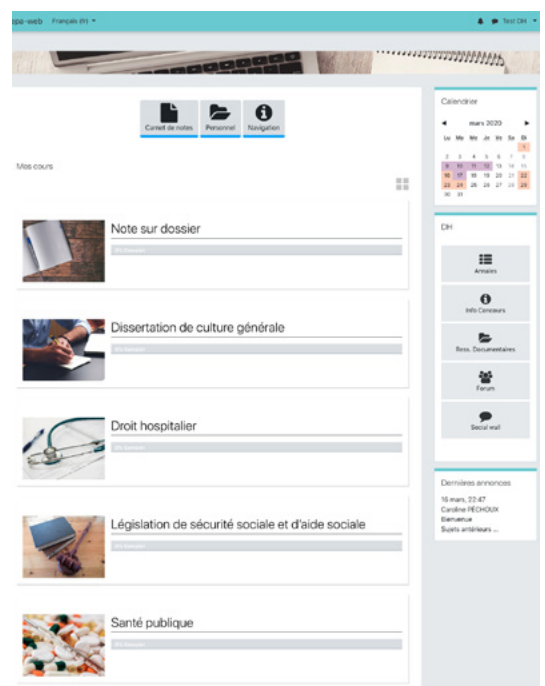 Français (fr)
Test DH
Carnet de notes
Personnel
Navigation
Mes cours
Note sur dossier
Dissertation de culture générale
Droit hospitalier
Législation de sécurité sociale et d'aide sociale
Santé publique
Calendrier
mars 2020
Lu Ma Me Je Ve Sa Di
1
2 3 4 5 6 7 8
9 10 11 12 13 14 15
16 17 18 19 20 21 22
23 24 25 26 27 28 29
30 31
DH
Annales
Info Concours
Ress. Documentaires
Forum
Social wall
Dernières annonces
16 mars, 22:47
Caroline PÉCHOUX
Bienvenue
Sujets antérieurs ...